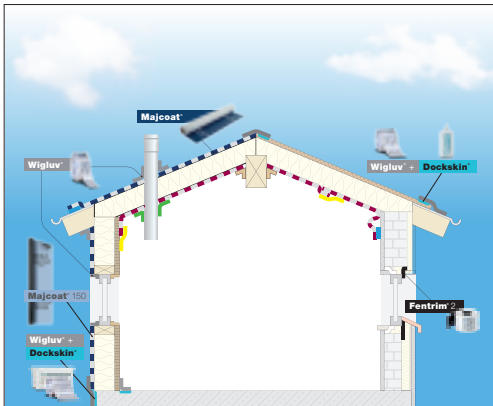 Majcoat®
Wigluv®
Wigluv® + Dockskin®
Majcoat® 150
Fentrim® 2
Wigluv® +
Dockskin®